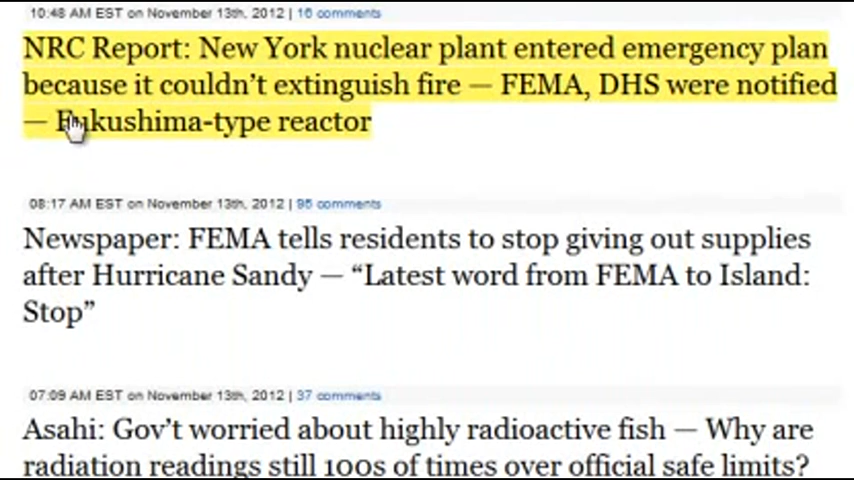 10:48 AM EST on November 13th, 2012 | 16 comments
NRC Report: New York nuclear plant entered emergency plan
because it couldn't extinguish fire — FEMA, DHS were notified
— Fukushima-type reactor
08:17 AM EST on November 13th, 2012 | 95 comments
Newspaper: FEMA tells residents to stop giving out supplies
after Hurricane Sandy — “Latest word from FEMA to Island:
Stop”
07:09 AM EST on November 13th, 2012 | 37 comments
Asahi: Gov't worried about highly radioactive fish — Why are
radiation readings still 100s of times over official safe limits?